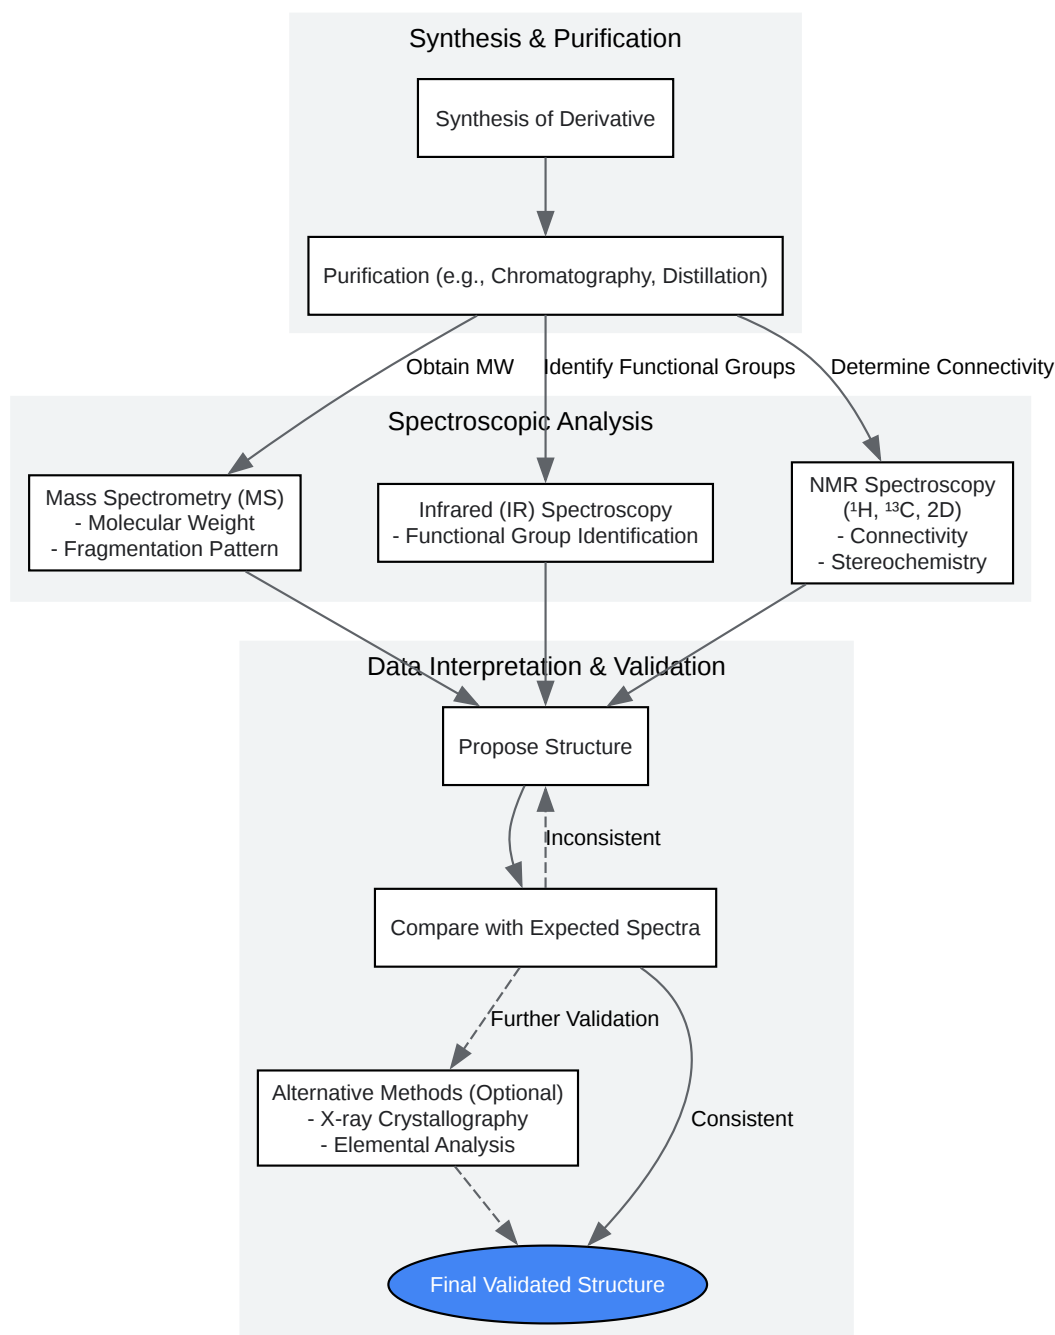 Synthesis & Purification
Synthesis of Derivative
Purification (e.g., Chromatography, Distillation)
Obtain MW
Identify Functional Groups
Determine Connectivity
Spectroscopic Analysis
Mass Spectrometry (MS)
- Molecular Weight
- Fragmentation Pattern
Infrared (IR) Spectroscopy
- Functional Group Identification
NMR Spectroscopy
(¹H, ¹³C, 2D)
- Connectivity
- Stereochemistry
Data Interpretation & Validation
Propose Structure
Inconsistent
Compare with Expected Spectra
Further Validation
Alternative Methods (Optional)
- X-ray Crystallography
- Elemental Analysis
Consistent
Final Validated Structure